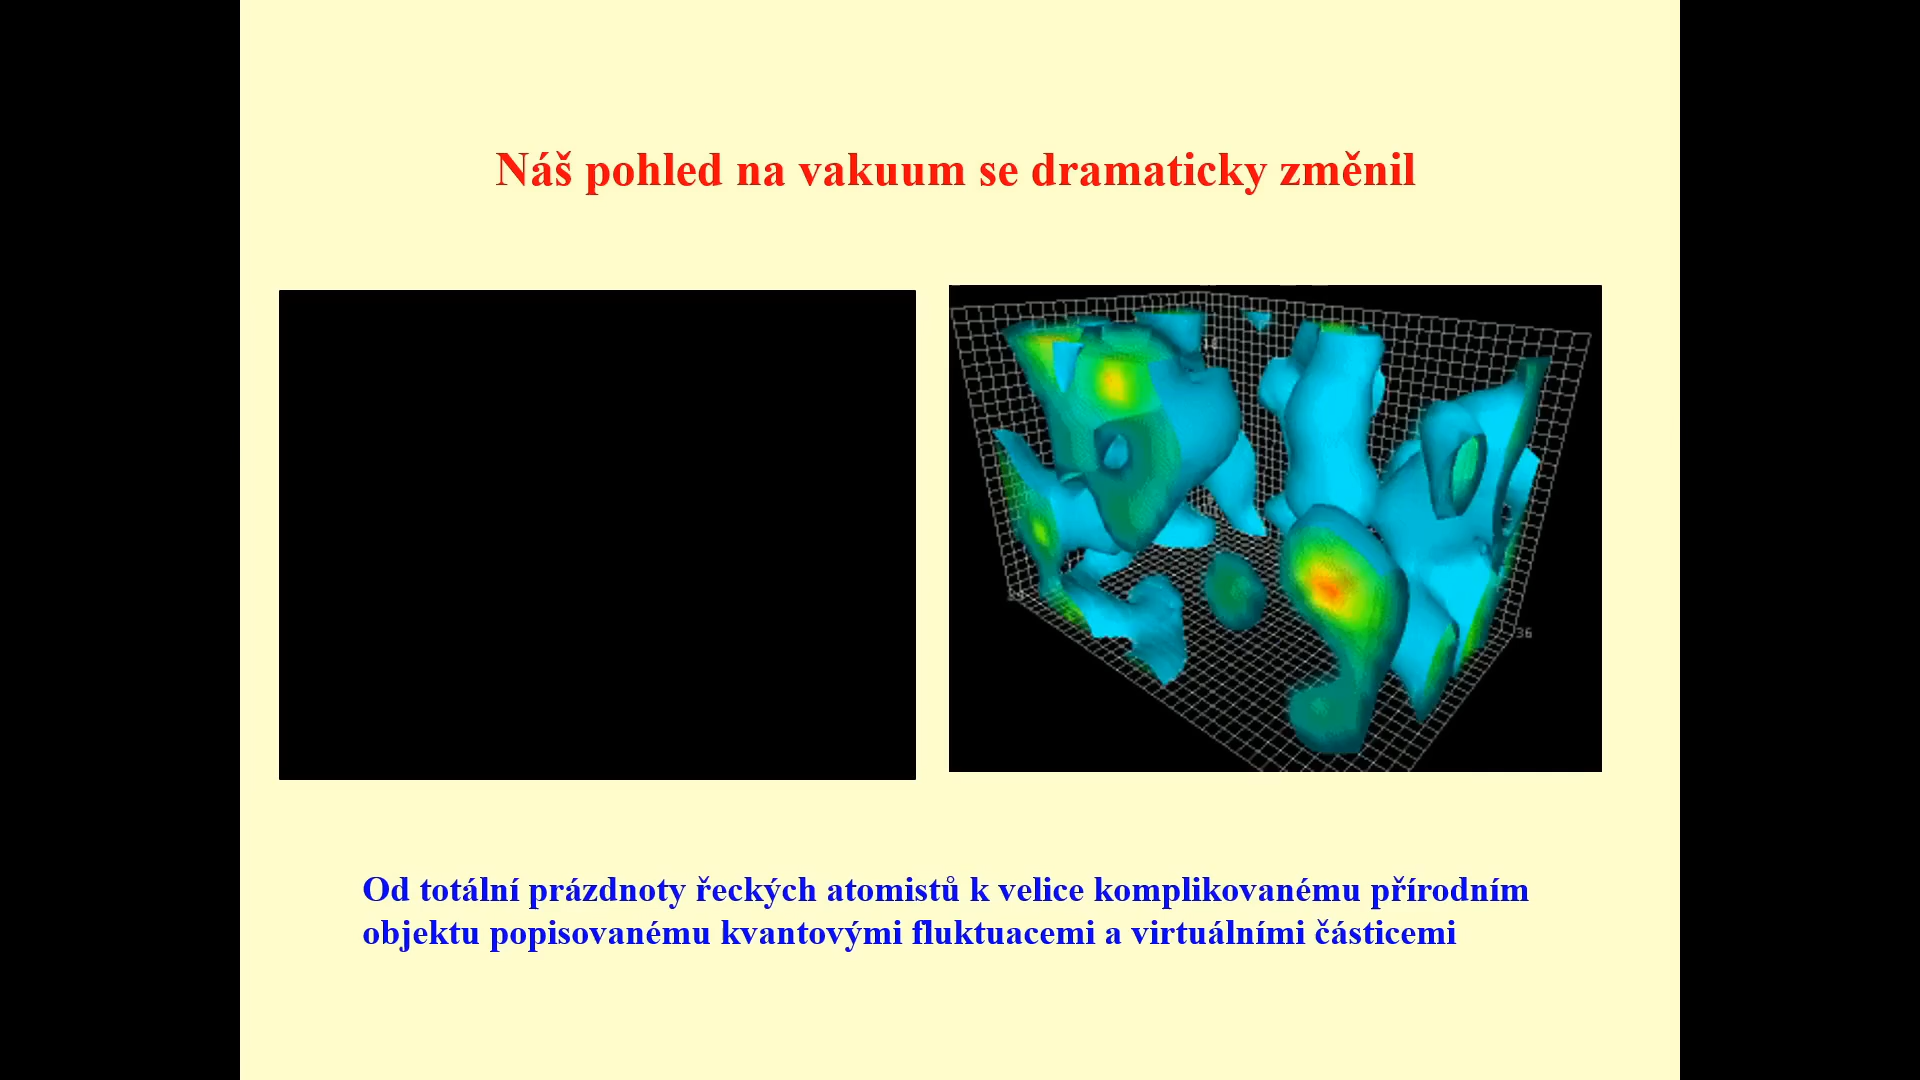 Náš pohled na vakuum se dramaticky změnil
36
Od totální prázdnoty řeckých atomistů k velice komplikovanému přírodním
objektu popisovanému kvantovými fluktuacemi a virtuálními částicemi